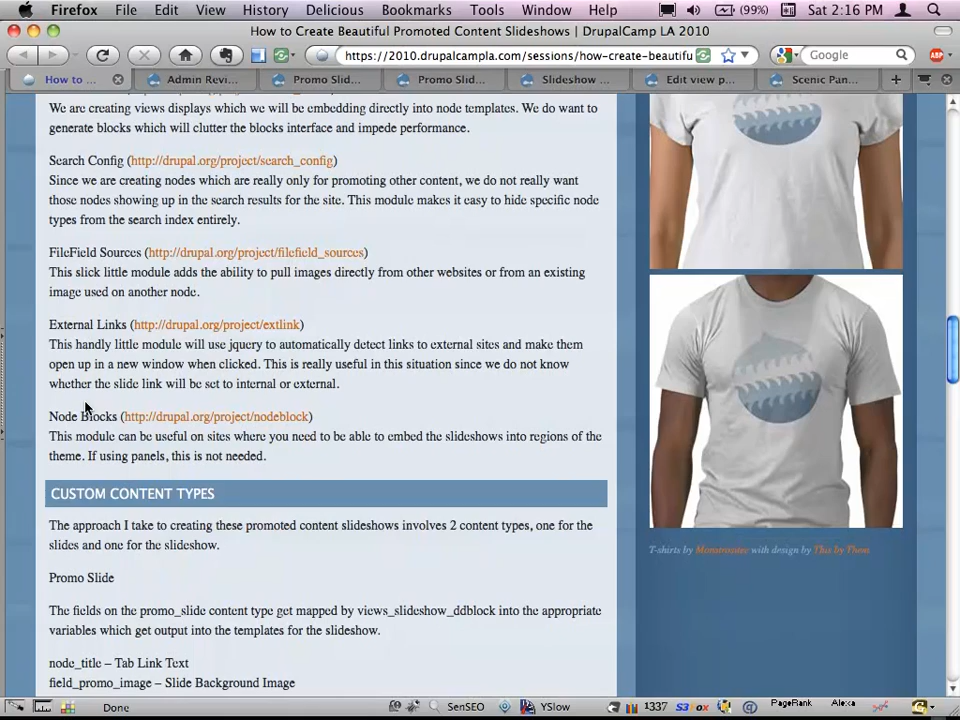 Firefox File Edit View History Delicious Bookmarks Tools Window Help (99%) Sat 2:16 PM
How to Create Beautiful Promoted Content Slideshows | DrupalCamp LA 2010
https://2010.drupalcampla.com/sessions/how-create-beautifu Google ABP
How to ... Admin Revi... Promo Slid... Promo Slid... Slideshow ... Edit view p... Scenic Pan...
We are creating views displays which we will be embedding directly into node templates. We do want to
generate blocks which will clutter the blocks interface and impede performance.
Search Config (http://drupal.org/project/search_config)
Since we are creating nodes which are really only for promoting other content, we do not really want
those nodes showing up in the search results for the site. This module makes it easy to hide specific node
types from the search index entirely.
FileField Sources (http://drupal.org/project/filefield_sources)
This slick little module adds the ability to pull images directly from other websites or from an existing
image used on another node.
External Links (http://drupal.org/project/extlink)
This handly little module will use jquery to automatically detect links to external sites and make them
open up in a new window when clicked. This is really useful in this situation since we do not know
whether the slide link will be set to internal or external.
Node Blocks (http://drupal.org/project/nodeblock)
This module can be useful on sites where you need to be able to embed the slideshows into regions of the
theme. If using panels, this is not needed.
CUSTOM CONTENT TYPES
The approach I take to creating these promoted content slideshows involves 2 content types, one for the
slides and one for the slideshow.
Promo Slide
The fields on the promo_slide content type get mapped by views_slideshow_ddblock into the appropriate
variables which get output into the templates for the slideshow.
node_title – Tab Link Text
field_promo_image – Slide Background Image
T-shirts by with design by This by Them
Done SenSEO YSlow 1337 S3Fox PageRank Alexa